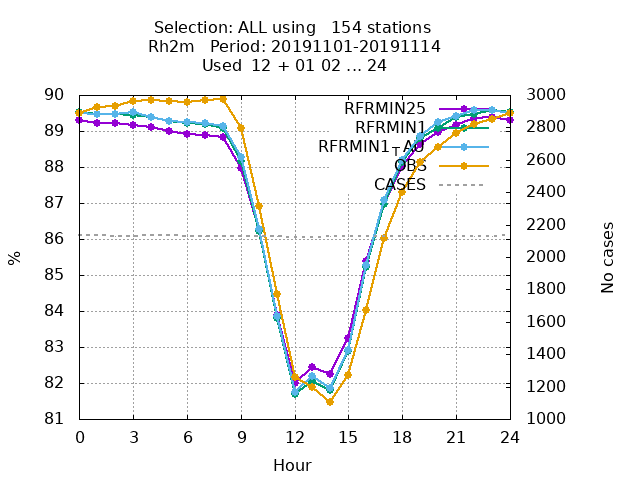 Selection: ALL using   154 stations
Rh2m   Period: 20191101-20191114
Used  12 + 01 02 ... 24
90
89
88
87
86
85
84
83
82
81
3000
2800
2600
2400
2200
2000
1800
1600
1400
1200
1000
0 3 6 9 12 15 18 21 24
%
No cases
Hour
RFRMIN25
RFRMIN1
RFRMIN1_TAU
OBS
CASES